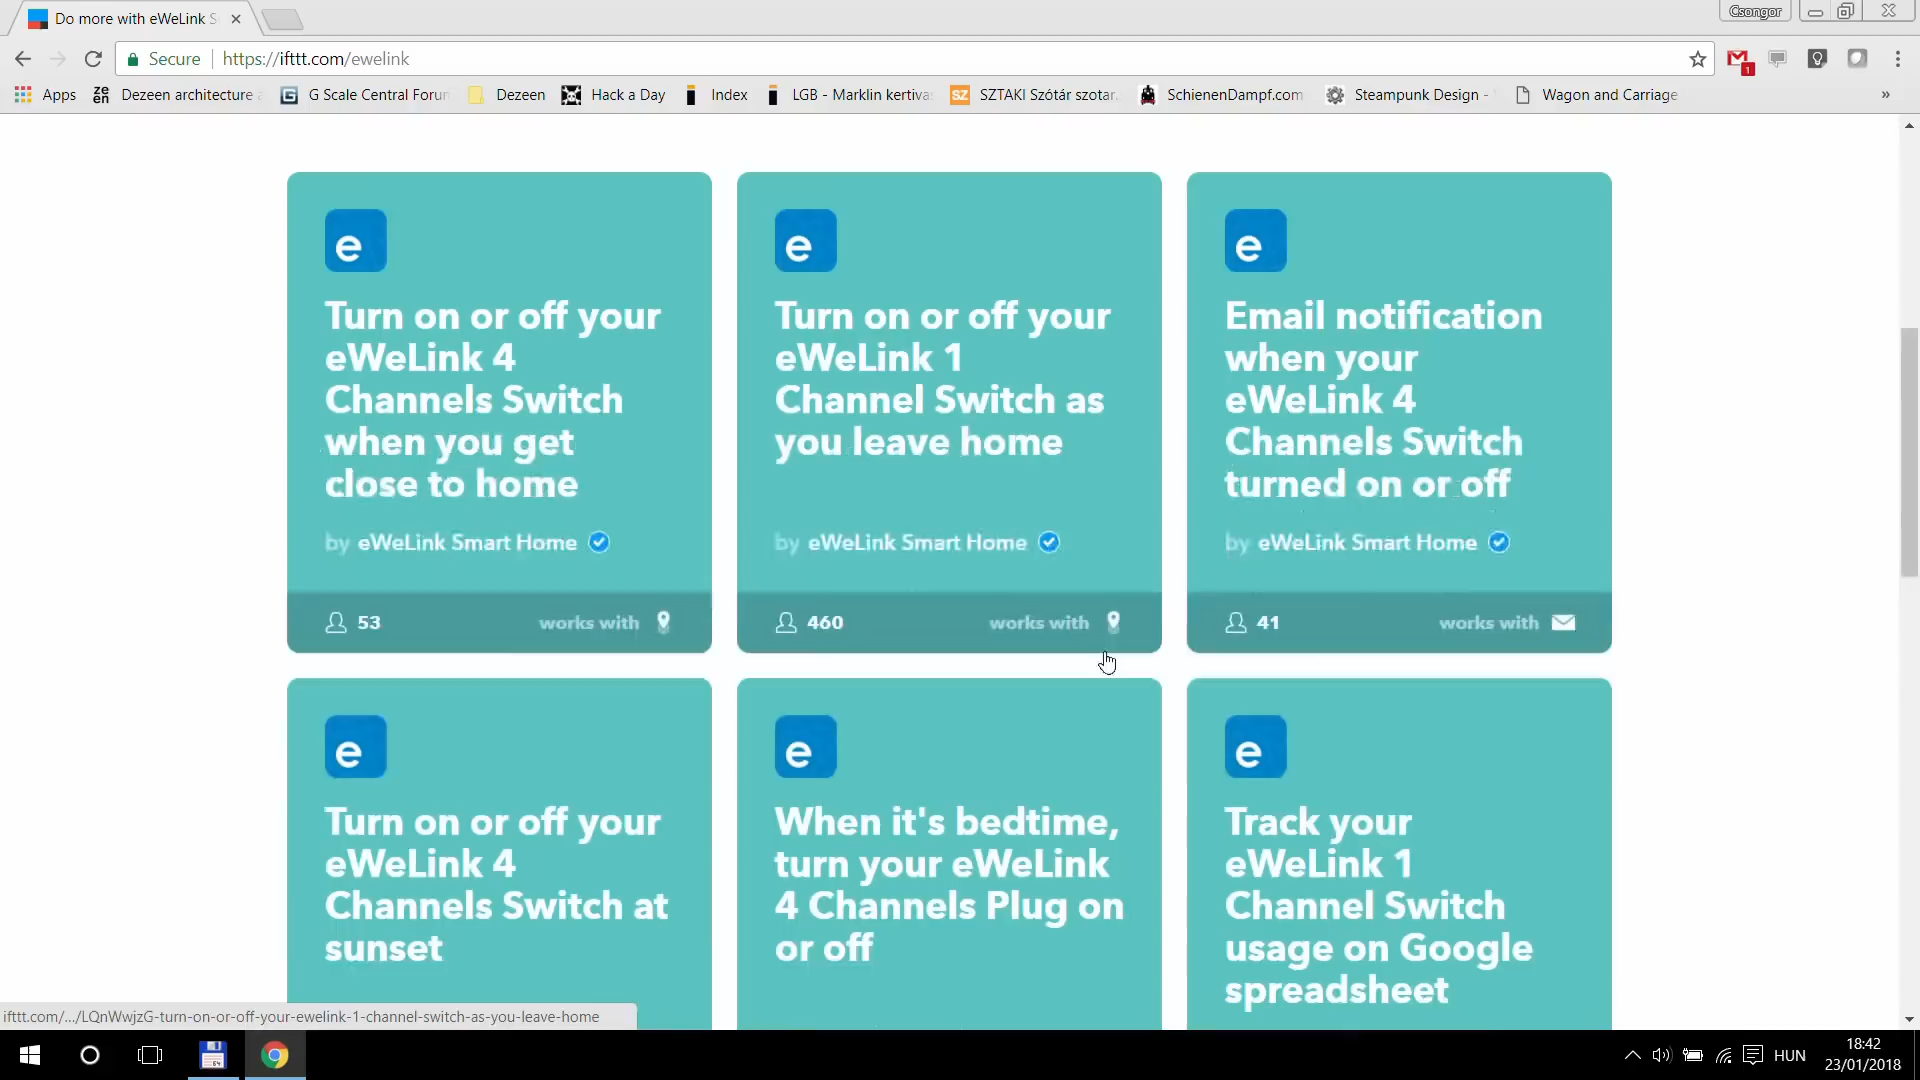 Do more with eWeLink S
Csongor
Secure
https://ifttt.com/ewelink
1
Apps
ze en
Dezeen architecture
G Scale Central Forun
Dezeen
Hack a Day
Index
LGB - Marklin kertivas
SZ
SZTAKI Szótár szotar.
SchienenDampf.com
Steampunk Design -
Wagon and Carriage
»
e
Turn on or off your
eWeLink 4
Channels Switch
when you get
close to home
by eWeLink Smart Home
53
works with
e
Turn on or off your
eWeLink 1
Channel Switch as
you leave home
by eWeLink Smart Home
460
works with
e
Email notification
when your
eWeLink 4
Channels Switch
turned on or off
by eWeLink Smart Home
41
works with
e
Turn on or off your
eWeLink 4
Channels Switch at
sunset
e
When it's bedtime,
turn your eWeLink
4 Channels Plug on
or off
e
Track your
eWeLink 1
Channel Switch
usage on Google
spreadsheet
ifttt.com/.../LQnWwjzG-turn-on-or-off-your-ewelink-1-channel-switch-as-you-leave-home
64
HUN
18:42
23/01/2018